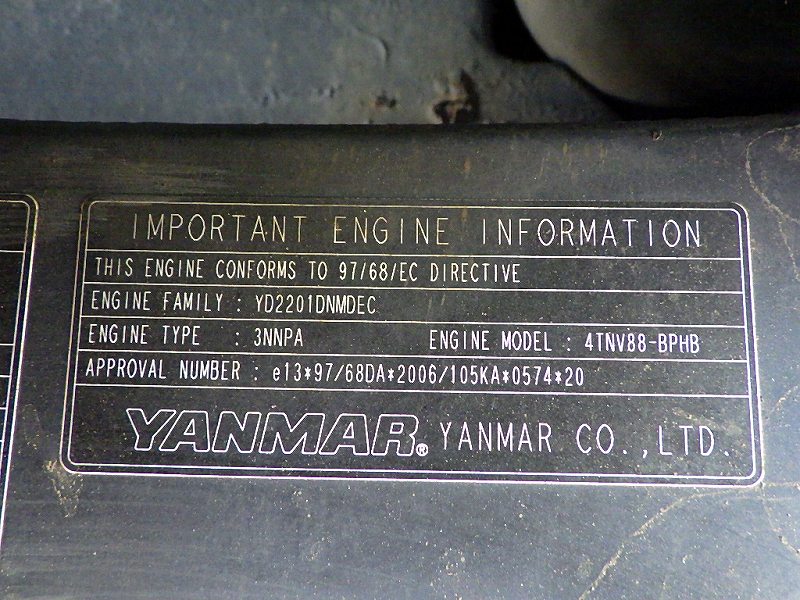 IMPORTANT ENGINE INFORMATION
THIS ENGINE CONFORMS TO 97/68/EC DIRECTIVE
ENGINE FAMILY : YD2201DNMDEC
ENGINE TYPE : 3NNPA ENGINE MODEL : 4TNV88-BPHB
APPROVAL NUMBER : e13*97/68DA*2006/105KA*0574*20
YANMAR® YANMAR CO.,LTD.